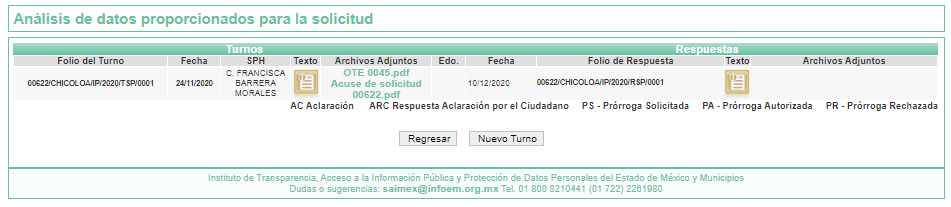 Análisis de datos proporcionados para la solicitud
Turnos Respuestas
Folio del Turno Fecha SPH Texto Archivos Adjuntos Edo. Fecha Folio de Respuesta Texto Archivos Adjuntos
00622/CHICOLOA/IP/2020/TSP/0001 24/11/2020 C. FRANCISCA BARRERA MORALES OTE 0045.pdf Acuse de solicitud 00622.pdf 10/12/2020 00622/CHICOLOA/IP/2020/RSP/0001
AC Aclaración ARC Respuesta Aclaración por el Ciudadano PS - Prórroga Solicitada PA - Prórroga Autorizada PR - Prórroga Rechazada
Regresar Nuevo Turno
Instituto de Transparencia, Acceso a la Información Pública y Protección de Datos Personales del Estado de México y Municipios
Dudas o sugerencias: saimex@infoem.org.mx Tel. 01 800 8210441 (01 722) 2261980